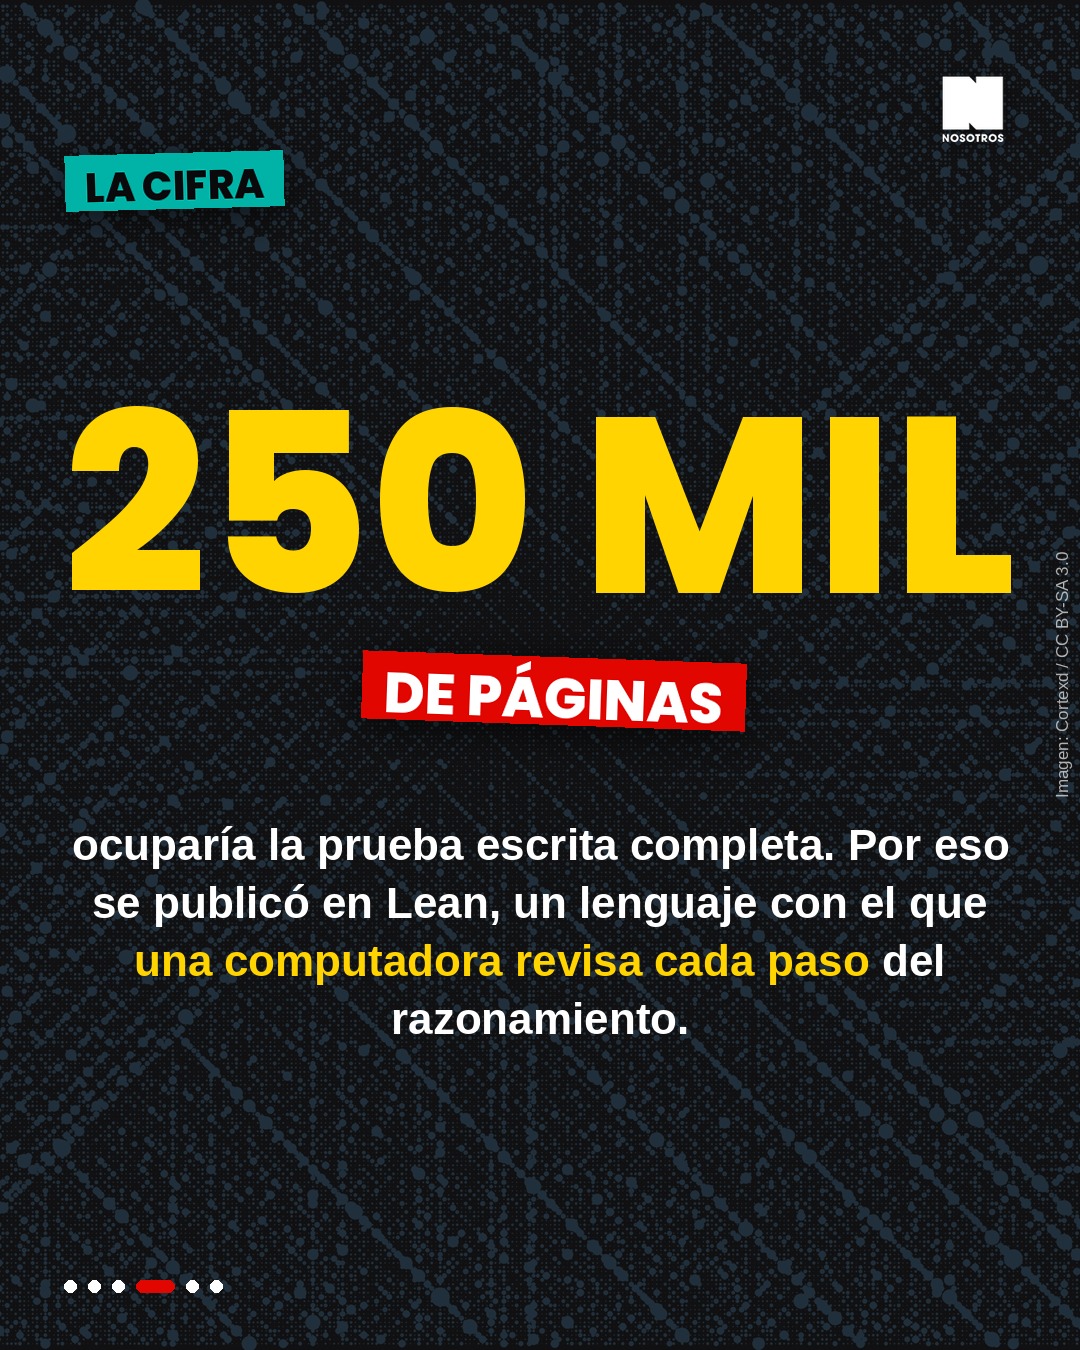 NOSOTROS
LA CIFRA
250 MIL
DE PÁGINAS
ocuparía la prueba escrita completa. Por eso
se publicó en Lean, un lenguaje con el que
una computadora revisa cada paso del
razonamiento.
Imagen: Cortexd / CC BY-SA 3.0